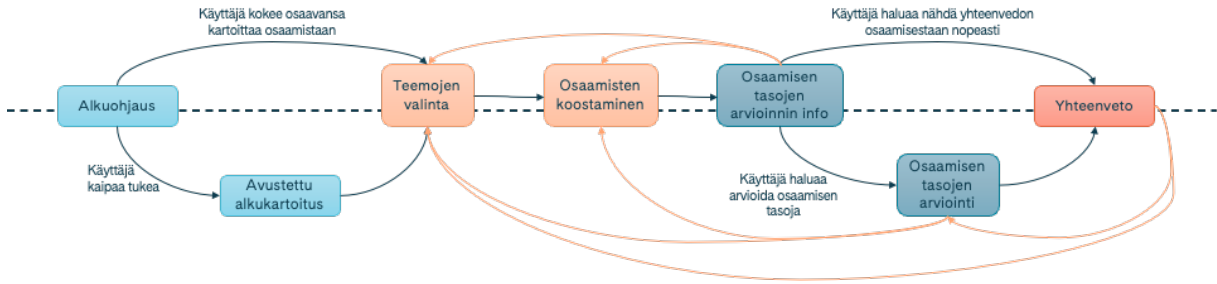 Käyttäjä kokee osaavansa
kartoittaa osaamistaan
Käyttäjä haluaa nähdä yhteenvedon
osaamisestaan nopeasti
Alkuohjaus
Teemojen
valinta
Osaamisten
koostaminen
Osaamisen
tasojen
arvioinnin info
Yhteenveto
Käyttäjä
kaipaa tukea
Avustettu
alkukartoitus
Käyttäjä haluaa
arvioida osaamisen
tasoja
Osaamisen
tasojen
arviointi